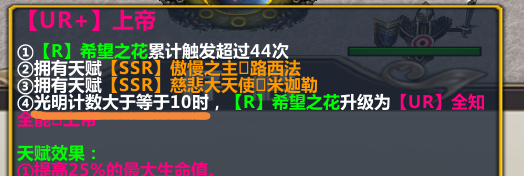 【UR+】上帝
①【R】希望之花累计触发超过44次
②拥有天赋【SSR】傲慢之主▯路西法
③拥有天赋【SSR】慈悲大天使▯米迦勒
④光明计数大于等于10时，【R】希望之花升级为【UR】全知
全能▯上帝
天赋效果：
①提高25%的最大生命值。